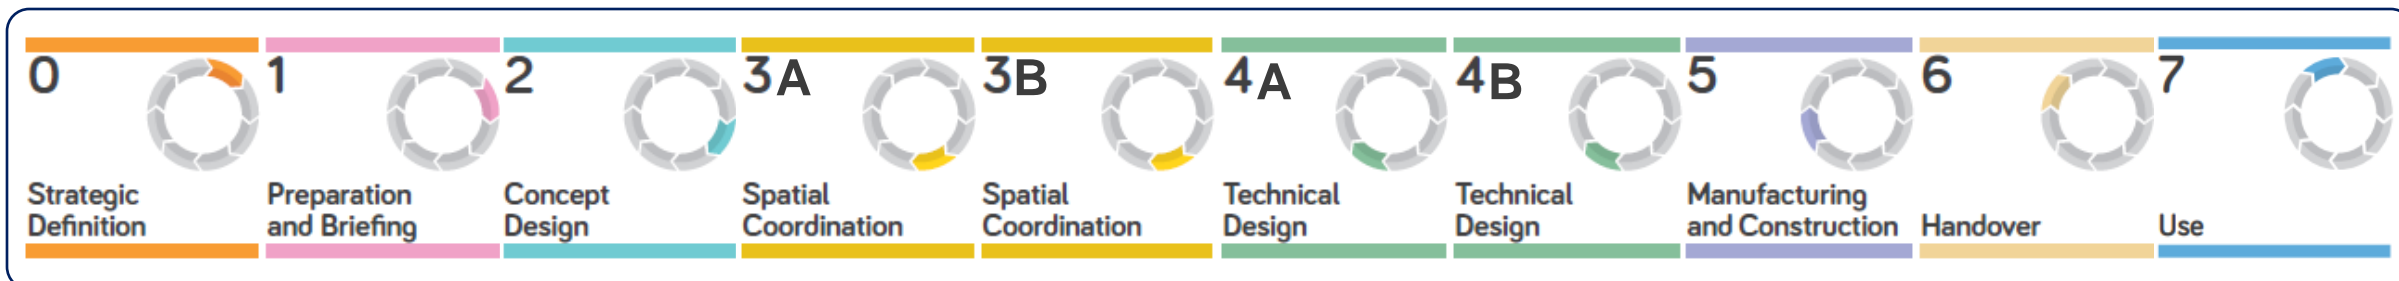 0
Strategic
Definition
1
Preparation
and Briefing
2
Concept
Design
3A
Spatial
Coordination
3B
Spatial
Coordination
4A
Technical
Design
4B
Technical
Design
5
Manufacturing
and Construction
6
Handover
7
Use